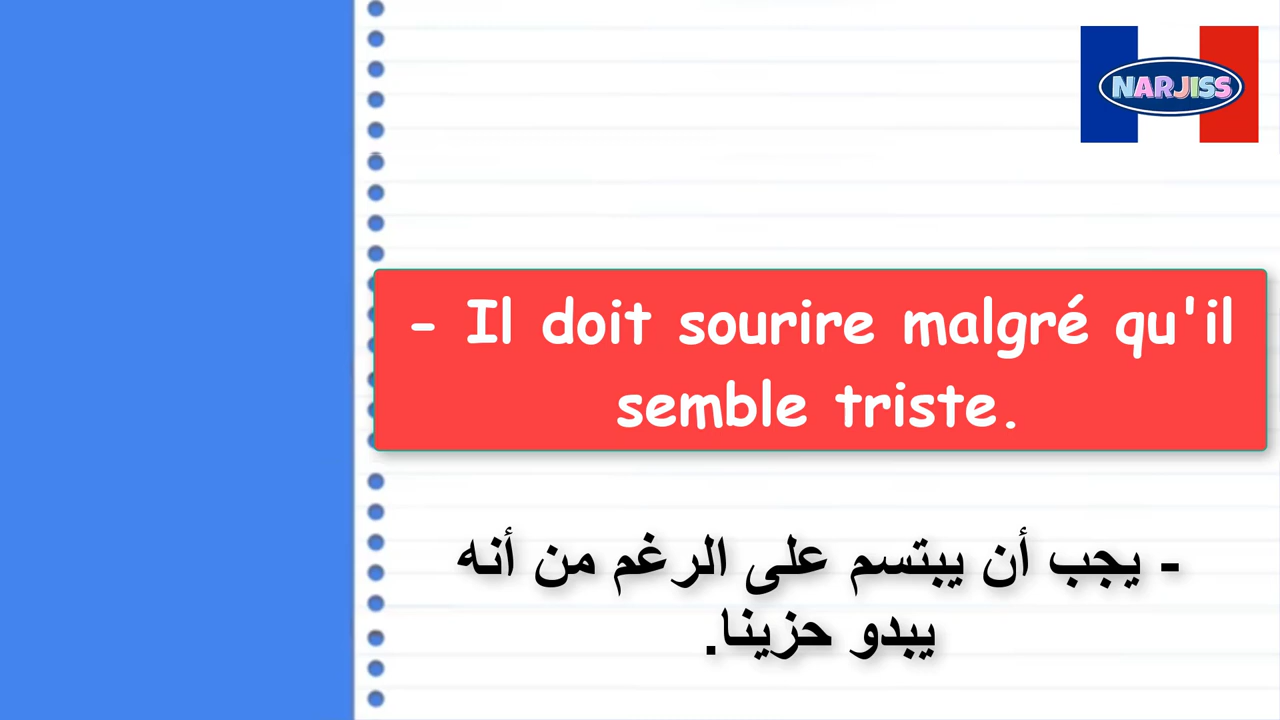 NARJISS
- Il doit sourire malgré qu'il
semble triste.
- يجب أن يبتسم على الرغم من أنه
يبدو حزينا.